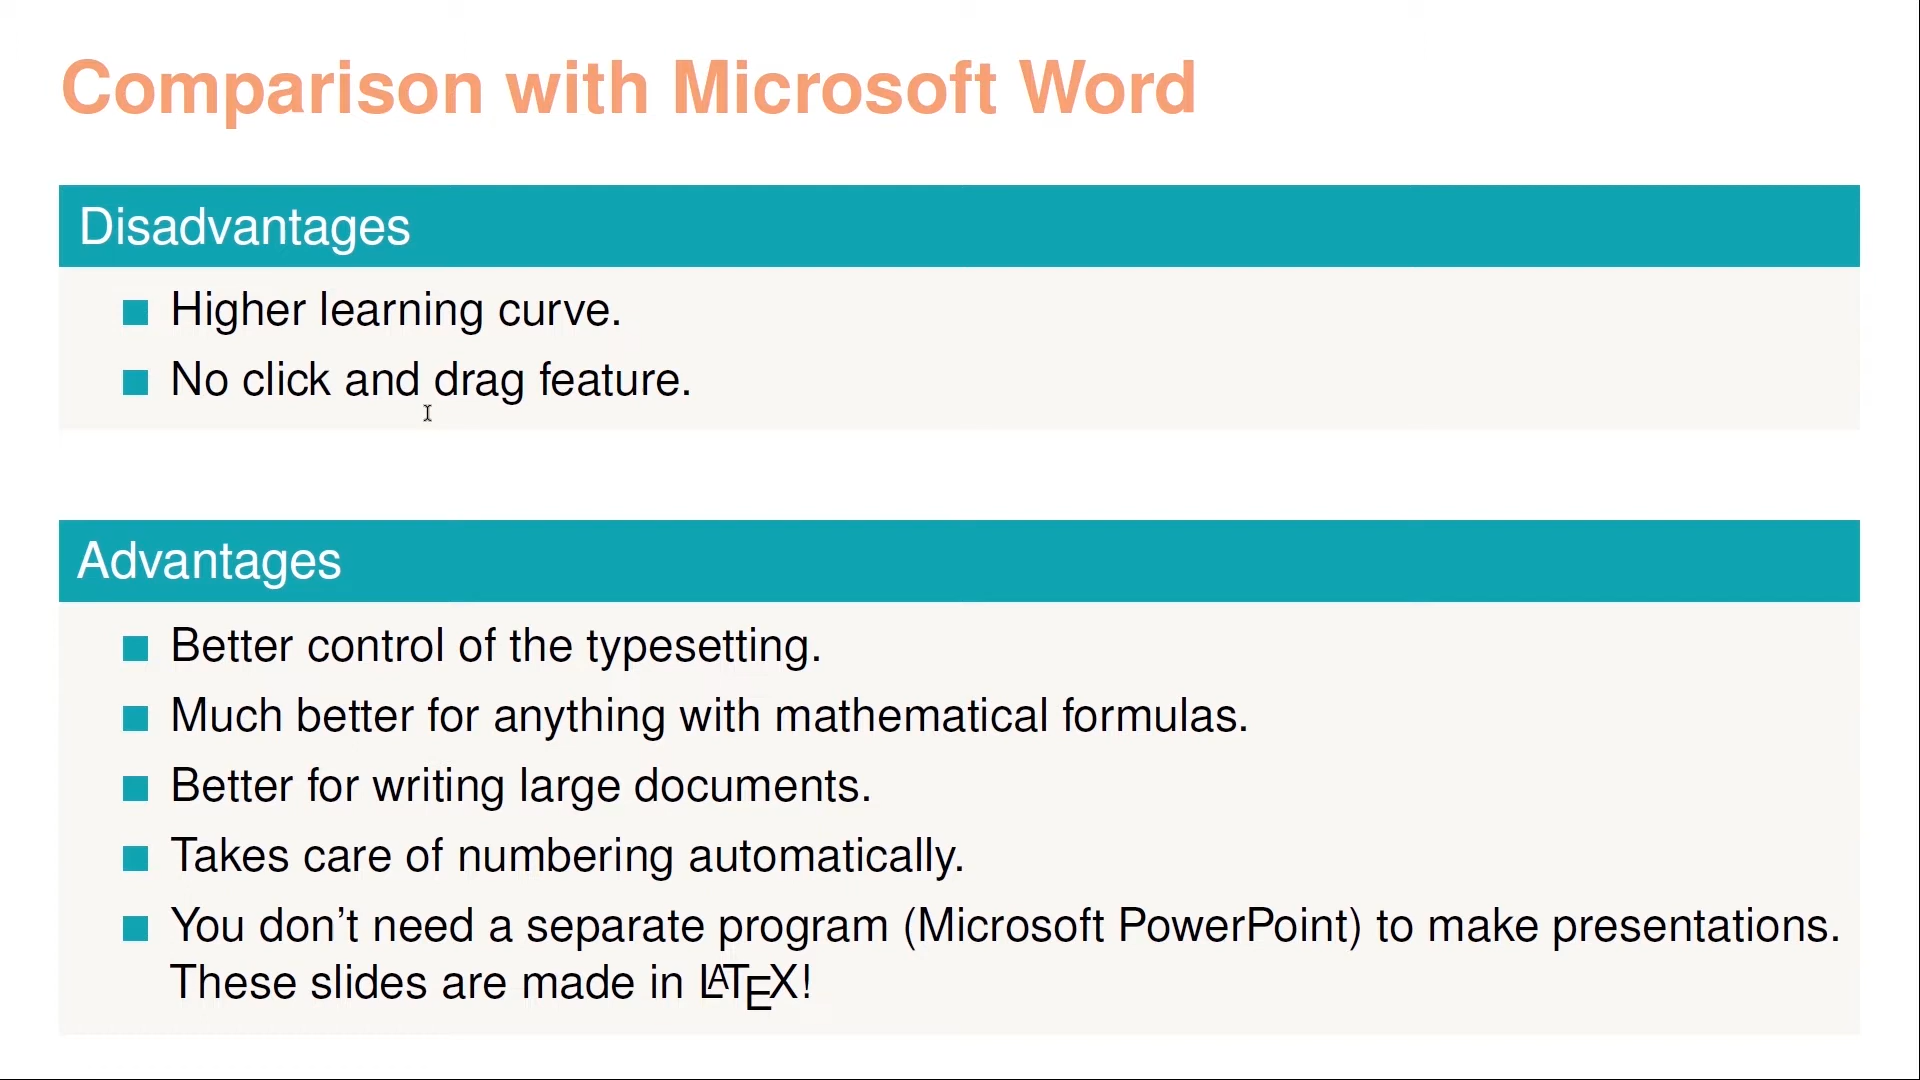 Comparison with Microsoft Word
Disadvantages
Higher learning curve.
No click and drag feature.
Advantages
Better control of the typesetting.
Much better for anything with mathematical formulas.
Better for writing large documents.
Takes care of numbering automatically.
You don’t need a separate program (Microsoft PowerPoint) to make presentations.
These slides are made in LATEX!